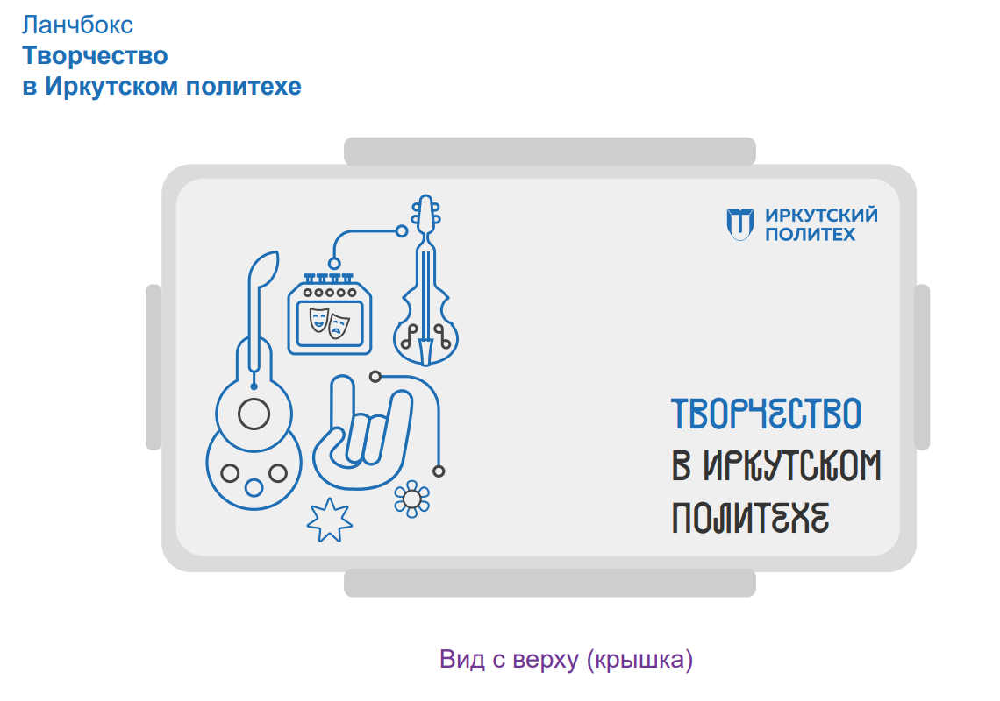 Ланчбокс
Творчество
в Иркутском политехе
ИРКУТСКИЙ
ПОЛИТЕХ
ТВОРЧЕСТВО
В ИРКУТСКОМ
ПОЛИТЕХЕ
Вид с верху (крышка)